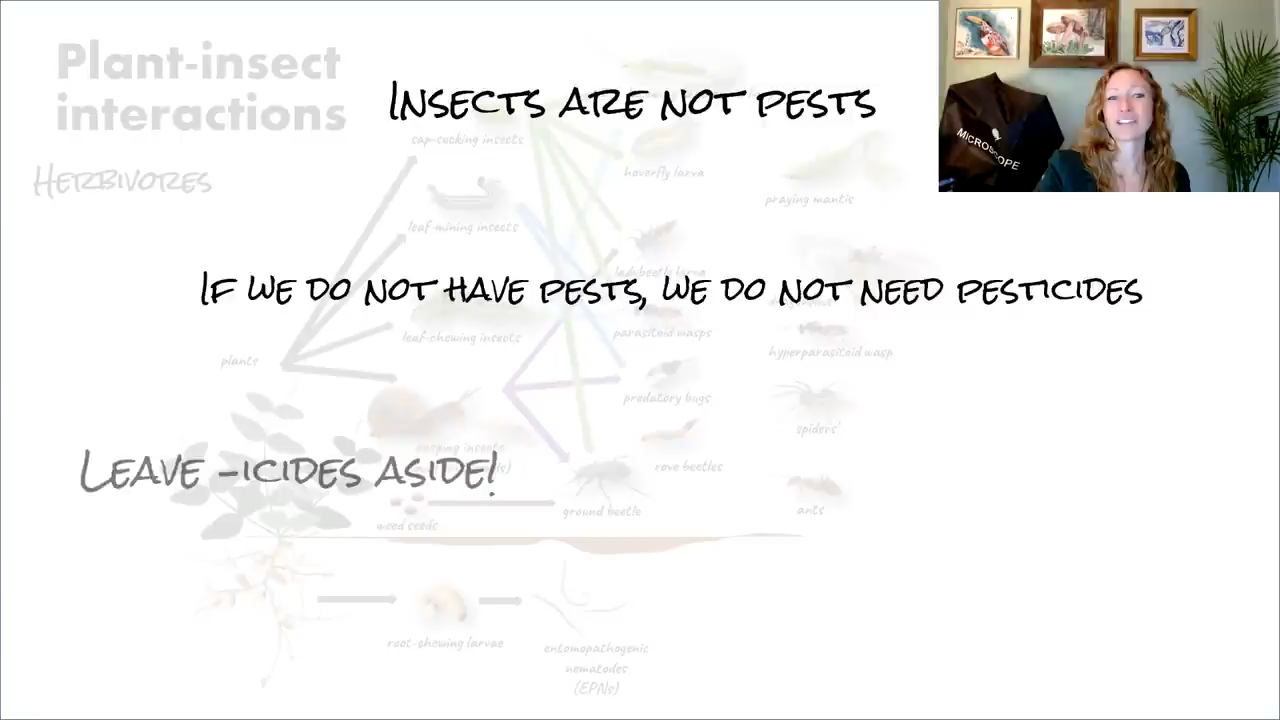 Plant-insect
interactions
INSECTS ARE NOT PESTS
MICROSCOPE
HERBIVORES
sap-sucking insects
hoverfly larva
praying mantis
leaf-mining insects
ladybeetle larva
IF WE DO NOT HAVE PESTS, WE DO NOT NEED PESTICIDES
leaf-chewing insects
parasitoid wasps
hyperparasitoid wasp
plants
predatory bugs
spiders'
LEAVE -ICIDES ASIDE!
rove beetles
weed seeds
ground beetle
ants
root-chewing larvae
entomopathogenic
nematodes
(EPNs)